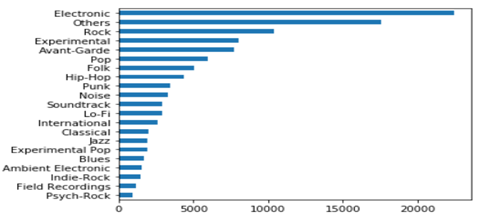 Electronic
Others
Rock
Experimental
Avant-Garde
Pop
Folk
Hip-Hop
Punk
Noise
Soundtrack
Lo-Fi
International
Classical
Jazz
Experimental Pop
Blues
Ambient Electronic
Indie-Rock
Field Recordings
Psych-Rock
0 5000 10000 15000 20000